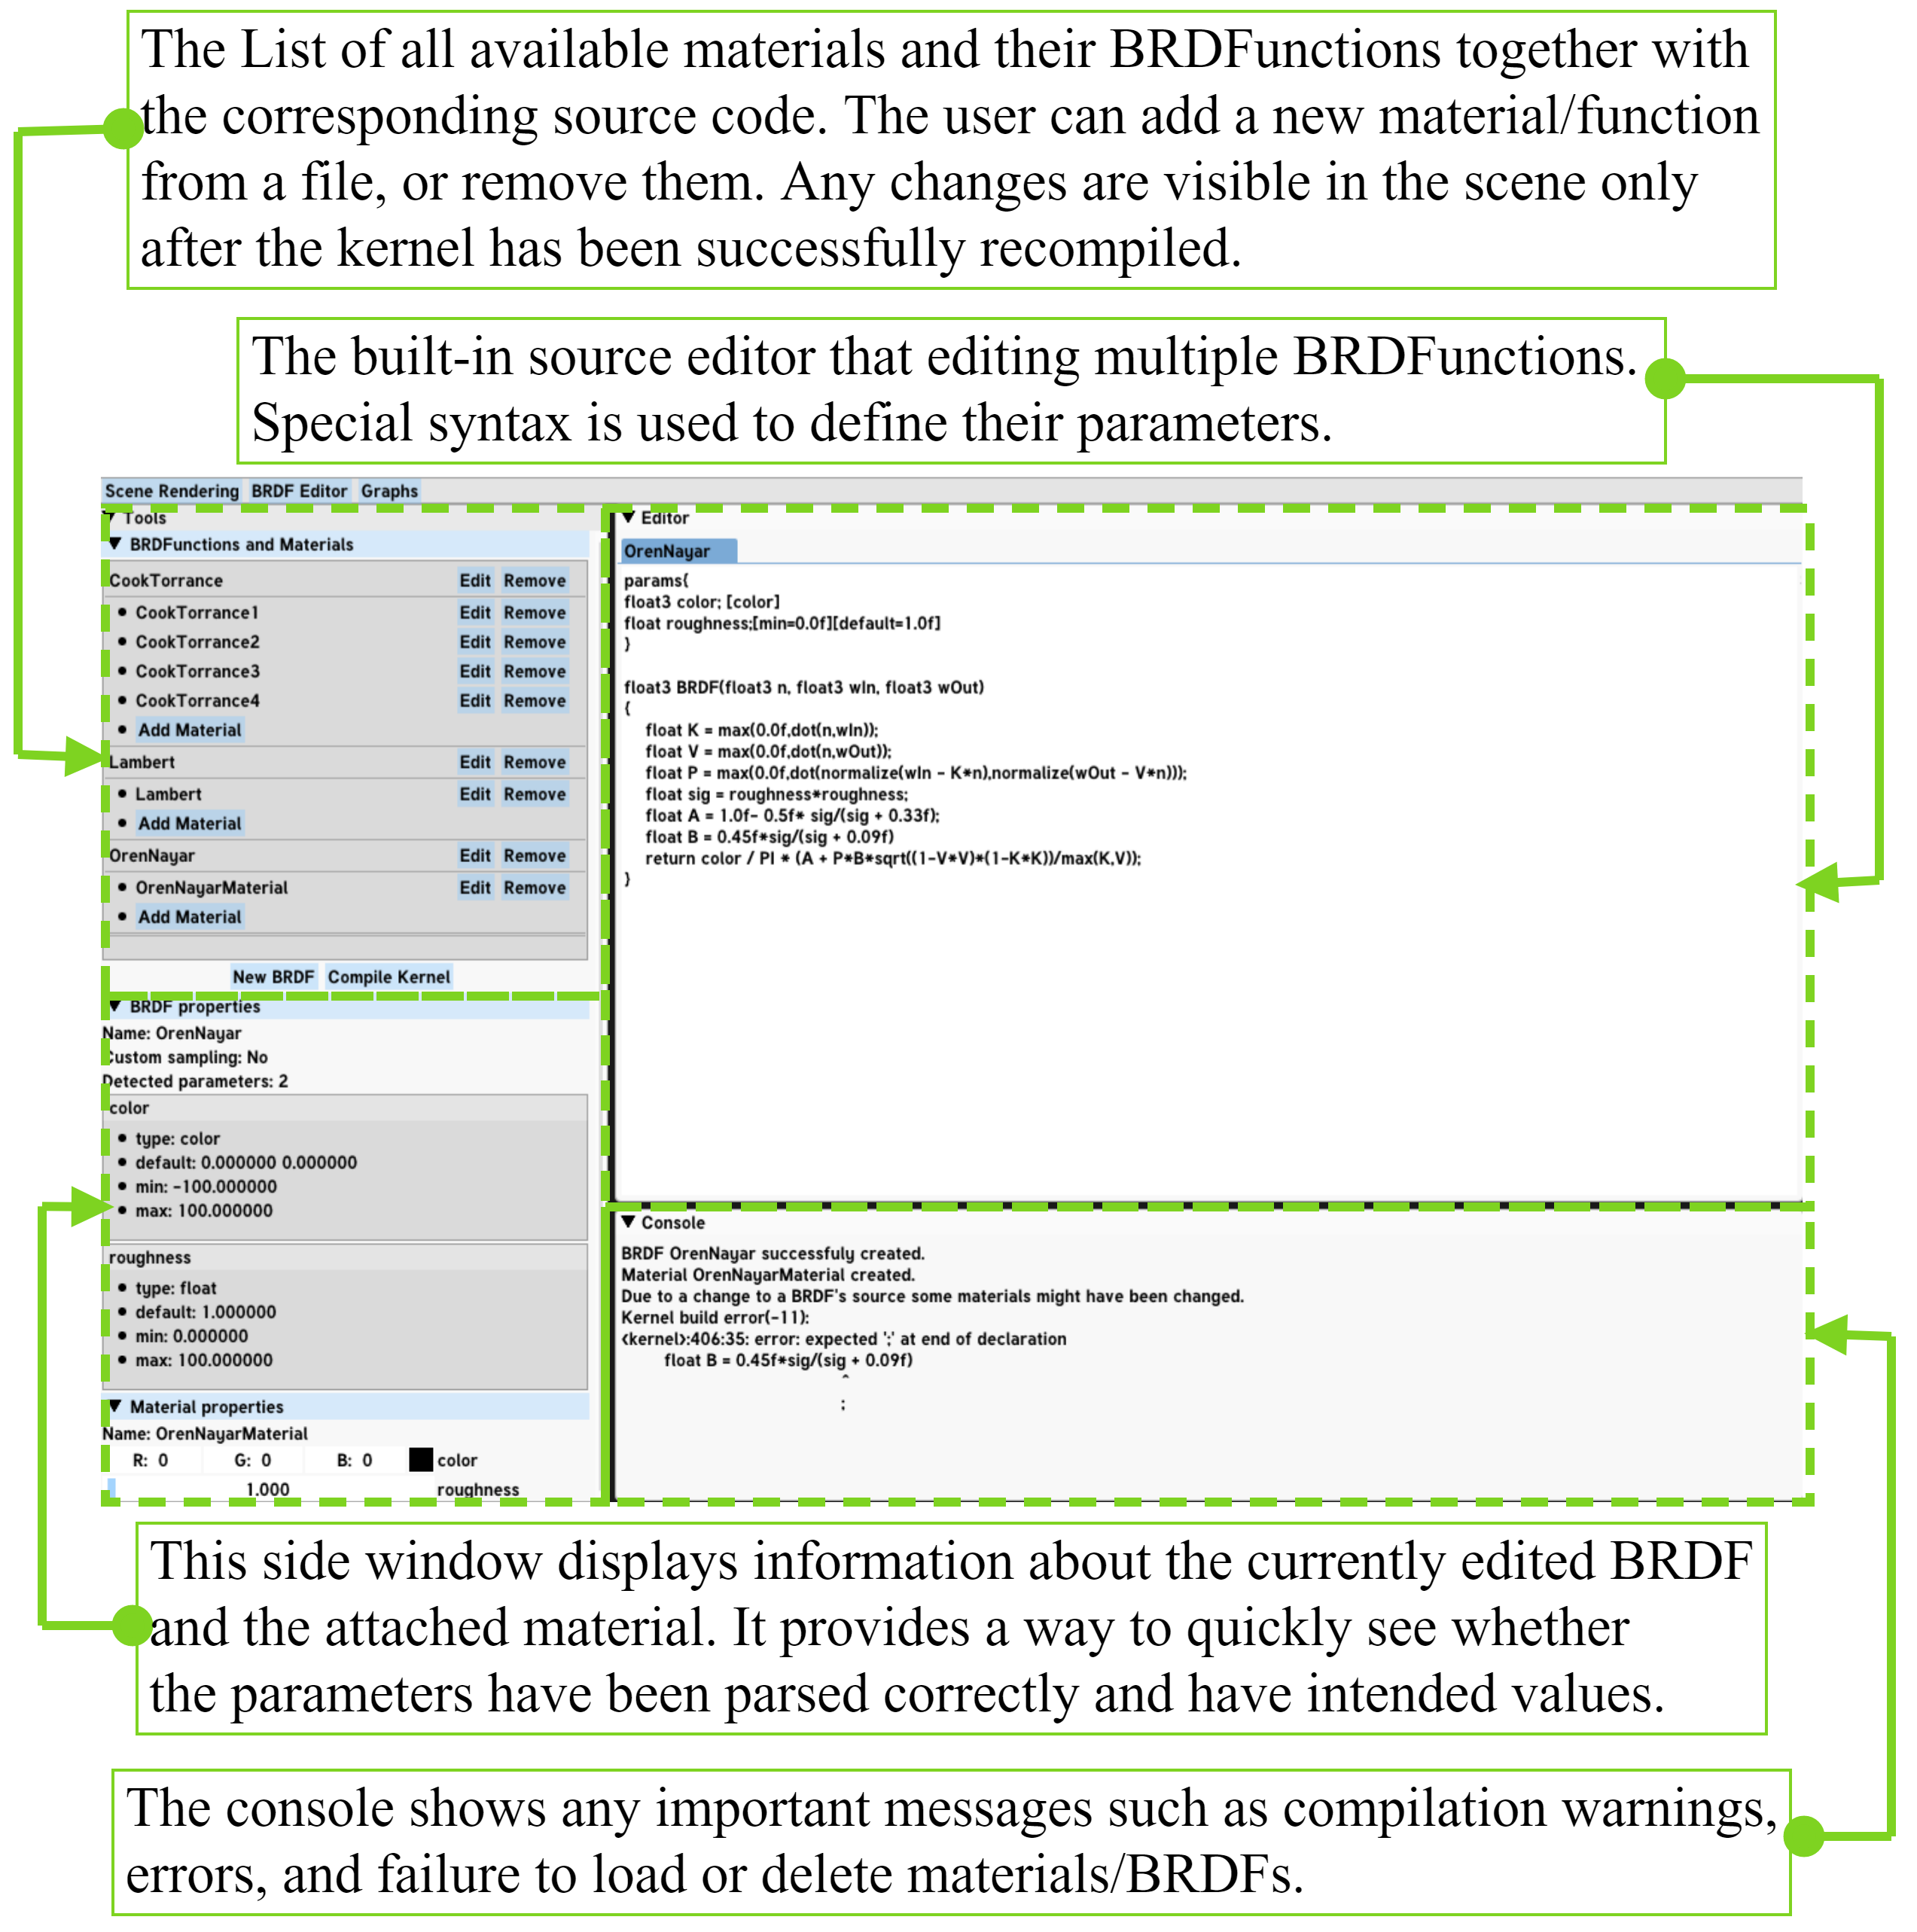 The List of all available materials and their BRDFunctions together with
the corresponding source code. The user can add a new material/function
from a file, or remove them. Any changes are visible in the scene only
after the kernel has been successfully recompiled.
The built-in source editor that editing multiple BRDFunctions.
Special syntax is used to define their parameters.
Scene Rendering BRDF Editor Graphs
Tools
BRDFunctions and Materials
CookTorrance Edit Remove
• CookTorrance1 Edit Remove
• CookTorrance2 Edit Remove
• CookTorrance3 Edit Remove
• CookTorrance4 Edit Remove
• Add Material
Lambert Edit Remove
• Lambert Edit Remove
• Add Material
OrenNayar Edit Remove
• OrenNayarMaterial Edit Remove
• Add Material
New BRDF Compile Kernel
BRDF properties
Name: OrenNayar
Custom sampling: No
Detected parameters: 2
color
• type: color
• default: 0.000000 0.000000
• min: -100.000000
• max: 100.000000
roughness
• type: float
• default: 1.000000
• min: 0.000000
• max: 100.000000
Material properties
Name: OrenNayarMaterial
R: 0 G: 0 B: 0 color
1.000 roughness
Editor
OrenNayar
params{
float3 color; [color]
float roughness;[min=0.0f][default=1.0f]
}
float3 BRDF(float3 n, float3 wIn, float3 wOut)
{
float K = max(0.0f,dot(n,wIn));
float V = max(0.0f,dot(n,wOut));
float P = max(0.0f,dot(normalize(wIn - K*n),normalize(wOut - V*n)));
float sig = roughness*roughness;
float A = 1.0f- 0.5f* sig/(sig + 0.33f);
float B = 0.45f*sig/(sig + 0.09f)
return color / PI * (A + P*B*sqrt((1-V*V)*(1-K*K))/max(K,V));
}
Console
BRDF OrenNayar successfuly created.
Material OrenNayarMaterial created.
Due to a change to a BRDF's source some materials might have been changed.
Kernel build error(-11):
<kernel>:406:35: error: expected ';' at end of declaration
float B = 0.45f*sig/(sig + 0.09f)
^
;
This side window displays information about the currently edited BRDF
and the attached material. It provides a way to quickly see whether
the parameters have been parsed correctly and have intended values.
The console shows any important messages such as compilation warnings,
errors, and failure to load or delete materials/BRDFs.